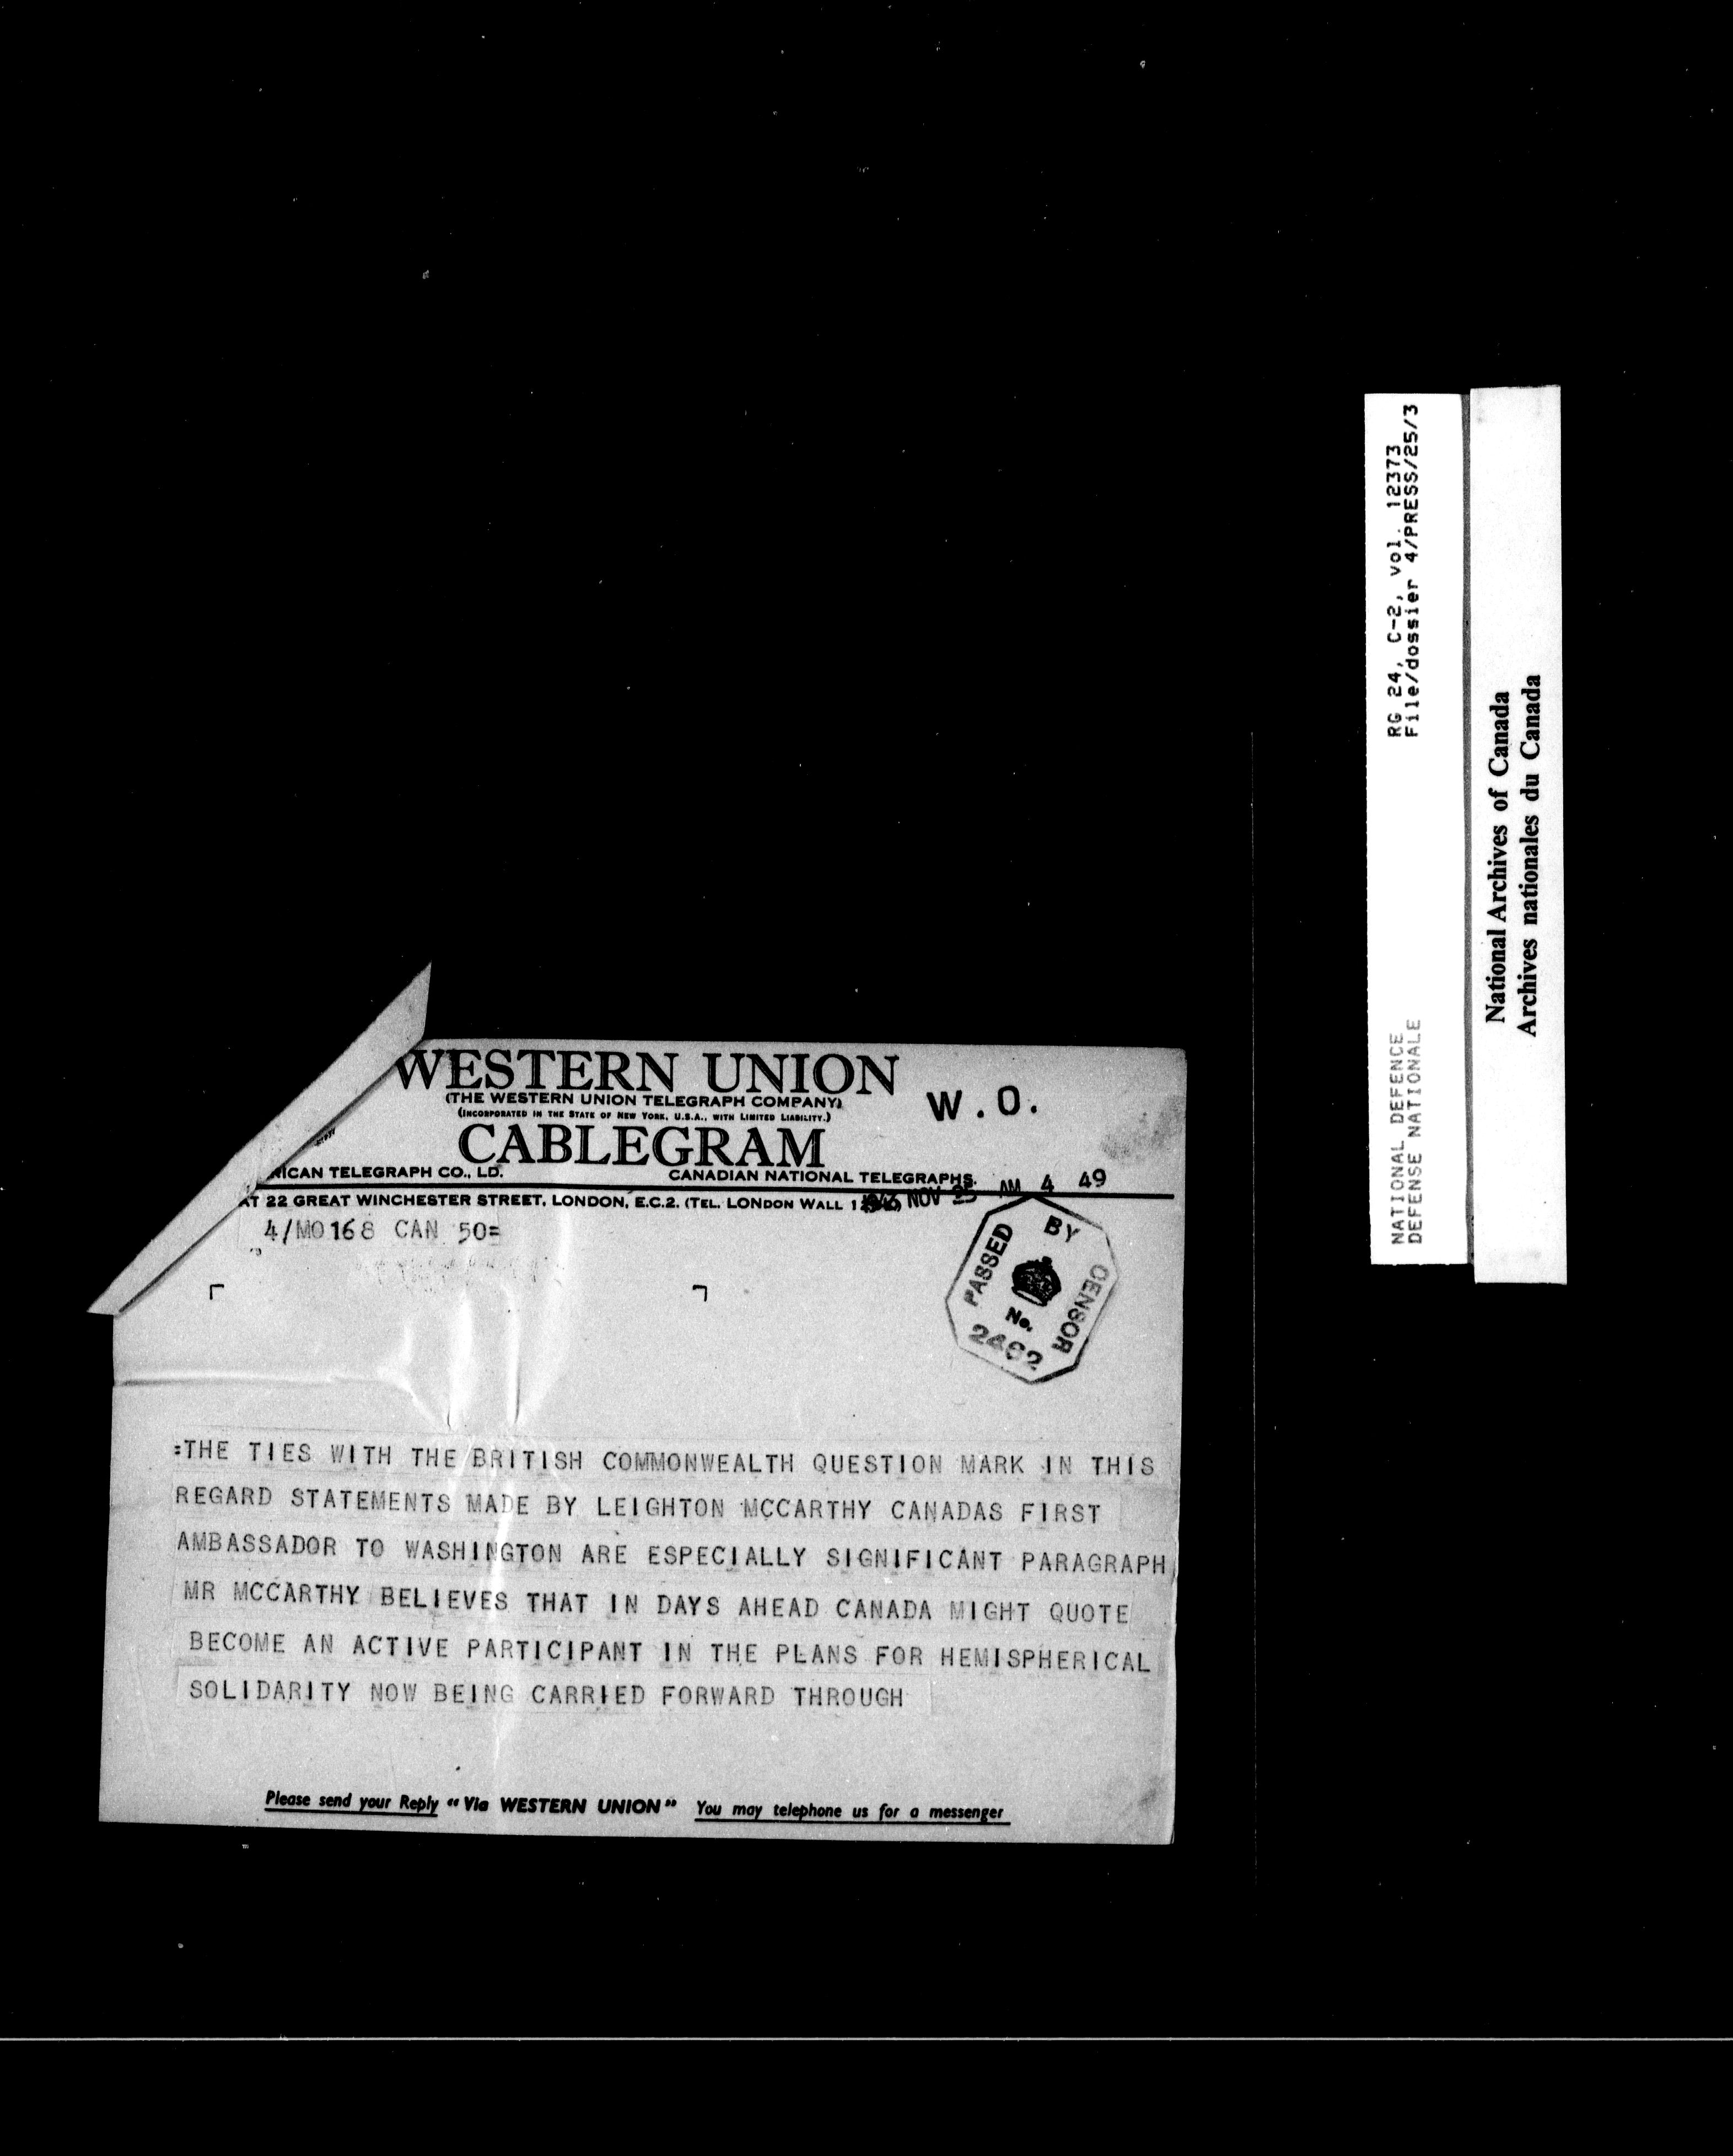 WESTERN UNION
(THE WESTERN UNION TELEGRAPH COMPANY)
(INCORPORATED IN THE STATE OF NEW YORK, U.S.A., WITH LIMITED LIABILITY.)
W.O.
CABLEGRAM
ICAN TELEGRAPH CO., LD. CANADIAN NATIONAL TELEGRAPHS.
NOV 25 AM 4 49
AT 22 GREAT WINCHESTER STREET, LONDON, E.C.2. (TEL. LONDON WALL 1
4/MO168 CAN 50=
PASSED BY CENSOR
No.
2462
=THE TIES WITH THE BRITISH COMMONWEALTH QUESTION MARK IN THIS
REGARD STATEMENTS MADE BY LEIGHTON MCCARTHY CANADAS FIRST
AMBASSADOR TO WASHINGTON ARE ESPECIALLY SIGNIFICANT PARAGRAPH
MR MCCARTHY BELIEVES THAT IN DAYS AHEAD CANADA MIGHT QUOTE
BECOME AN ACTIVE PARTICIPANT IN THE PLANS FOR HEMISPHERICAL
SOLIDARITY NOW BEING CARRIED FORWARD THROUGH
Please send your Reply "Via WESTERN UNION" You may telephone us for a messenger
NATIONAL DEFENCE RG 24, C-2, vol. 12373
DEFENSE NATIONALE File/dossier 4/PRESS/25/3
National Archives of Canada
Archives nationales du Canada